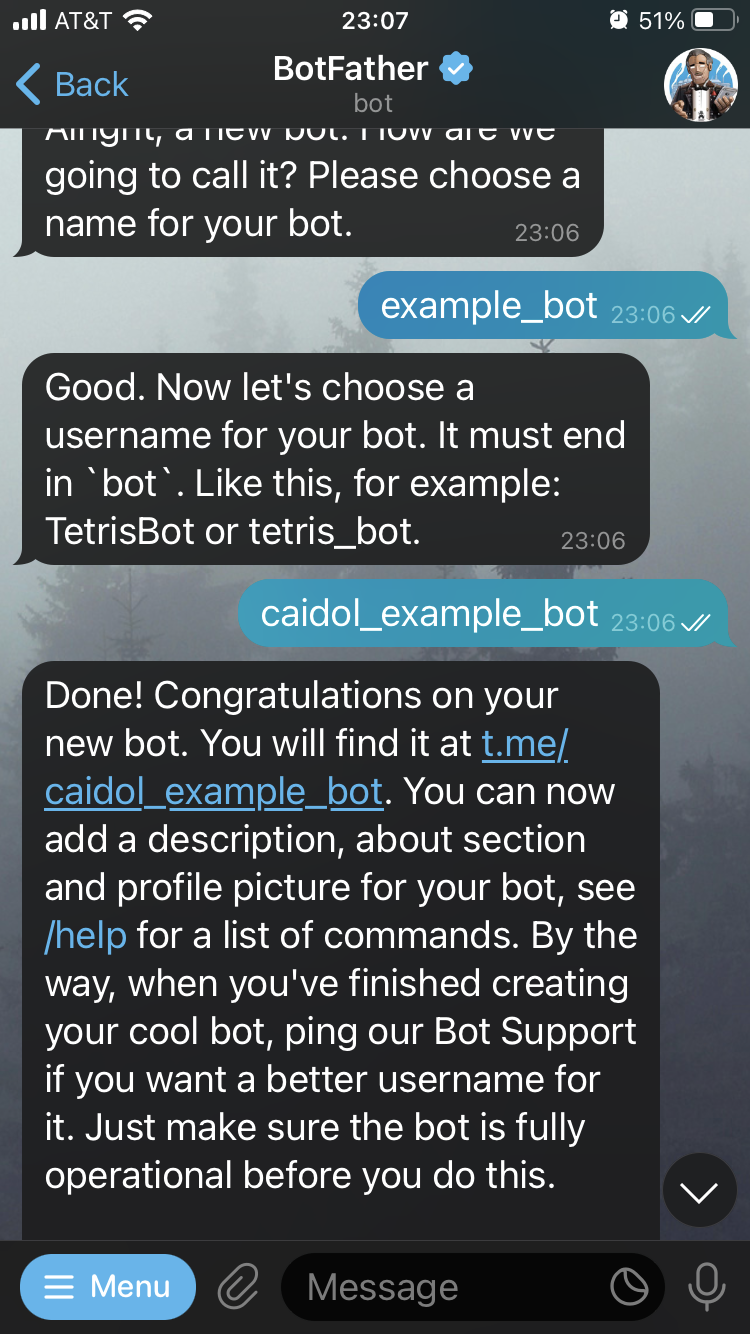 AT&T 23:07 51%
Back BotFather
bot
Alright, a new bot. How are we
going to call it? Please choose a
name for your bot. 23:06
example_bot 23:06
Good. Now let's choose a
username for your bot. It must end
in `bot`. Like this, for example:
TetrisBot or tetris_bot. 23:06
caidol_example_bot 23:06
Done! Congratulations on your
new bot. You will find it at t.me/
caidol_example_bot. You can now
add a description, about section
and profile picture for your bot, see
/help for a list of commands. By the
way, when you've finished creating
your cool bot, ping our Bot Support
if you want a better username for
it. Just make sure the bot is fully
operational before you do this.
Menu Message